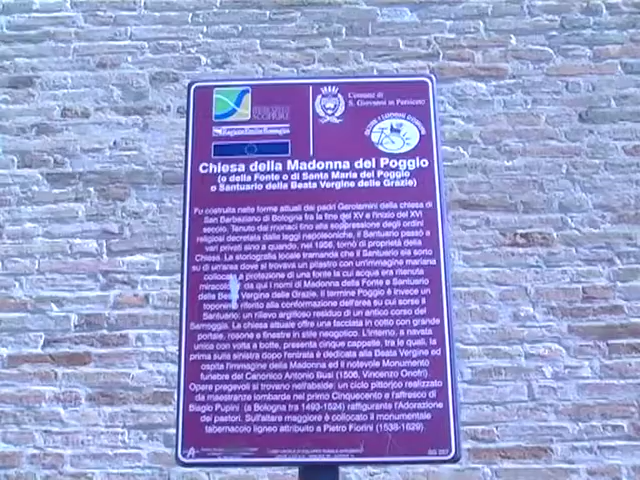 Comune di
S. Giovanni in Persiceto
RegioneEmilia-Romagna
Chiesa della Madonna del Poggio
(o della Fonte o di Santa Maria del Poggio
o Santuario della Beata Vergine delle Grazie)
Fu costruita nelle forme attuali dai padri Gerolamini della chiesa di
San Barbaziano di Bologna fra la fine del XV e l'inizio del XVI
secolo. Tenuto dai monaci fino alla soppressione degli ordini
religiosi decretata dalle leggi napoleoniche, il Santuario passò a
vari privati sino a quando, nel 1956, tornò di proprietà della
Chiesa. La storiografia locale tramanda che il Santuario sia sorto
su di un'area dove si trovava un pilastro con un'immagine mariana
collocata a protezione di una fonte la cui acqua era ritenuta
miracolosa: da qui i nomi di Madonna della Fonte e Santuario
della Beata Vergine delle Grazie. Il termine Poggio è invece un
toponimo riferito alla conformazione dell'area su cui sorse il
Santuario: un rilievo argilloso residuo di un antico corso del
Samoggia. La chiesa attuale offre una facciata in cotto con grande
portale, rosone e finestre in stile neogotico. L'interno, a navata
unica con volta a botte, presenta cinque cappelle, tra le quali, la
prima sulla sinistra dopo l'entrata è dedicata alla Beata Vergine ed
ospita l'immagine della Madonna ed il notevole Monumento
funebre del Canonico Antonio Busi (1506, Vincenzo Onofri).
Opere pregevoli si trovano nell'abside: un ciclo pittorico realizzato
da maestranze lombarde nel primo Cinquecento e l'affresco di
Biagio Pupini (a Bologna tra 1493-1524) raffigurante l'Adorazione
dei pastori. Sull'altare maggiore è collocato il monumentale
tabernacolo ligneo attribuito a Pietro Fiorini (1538-1629).